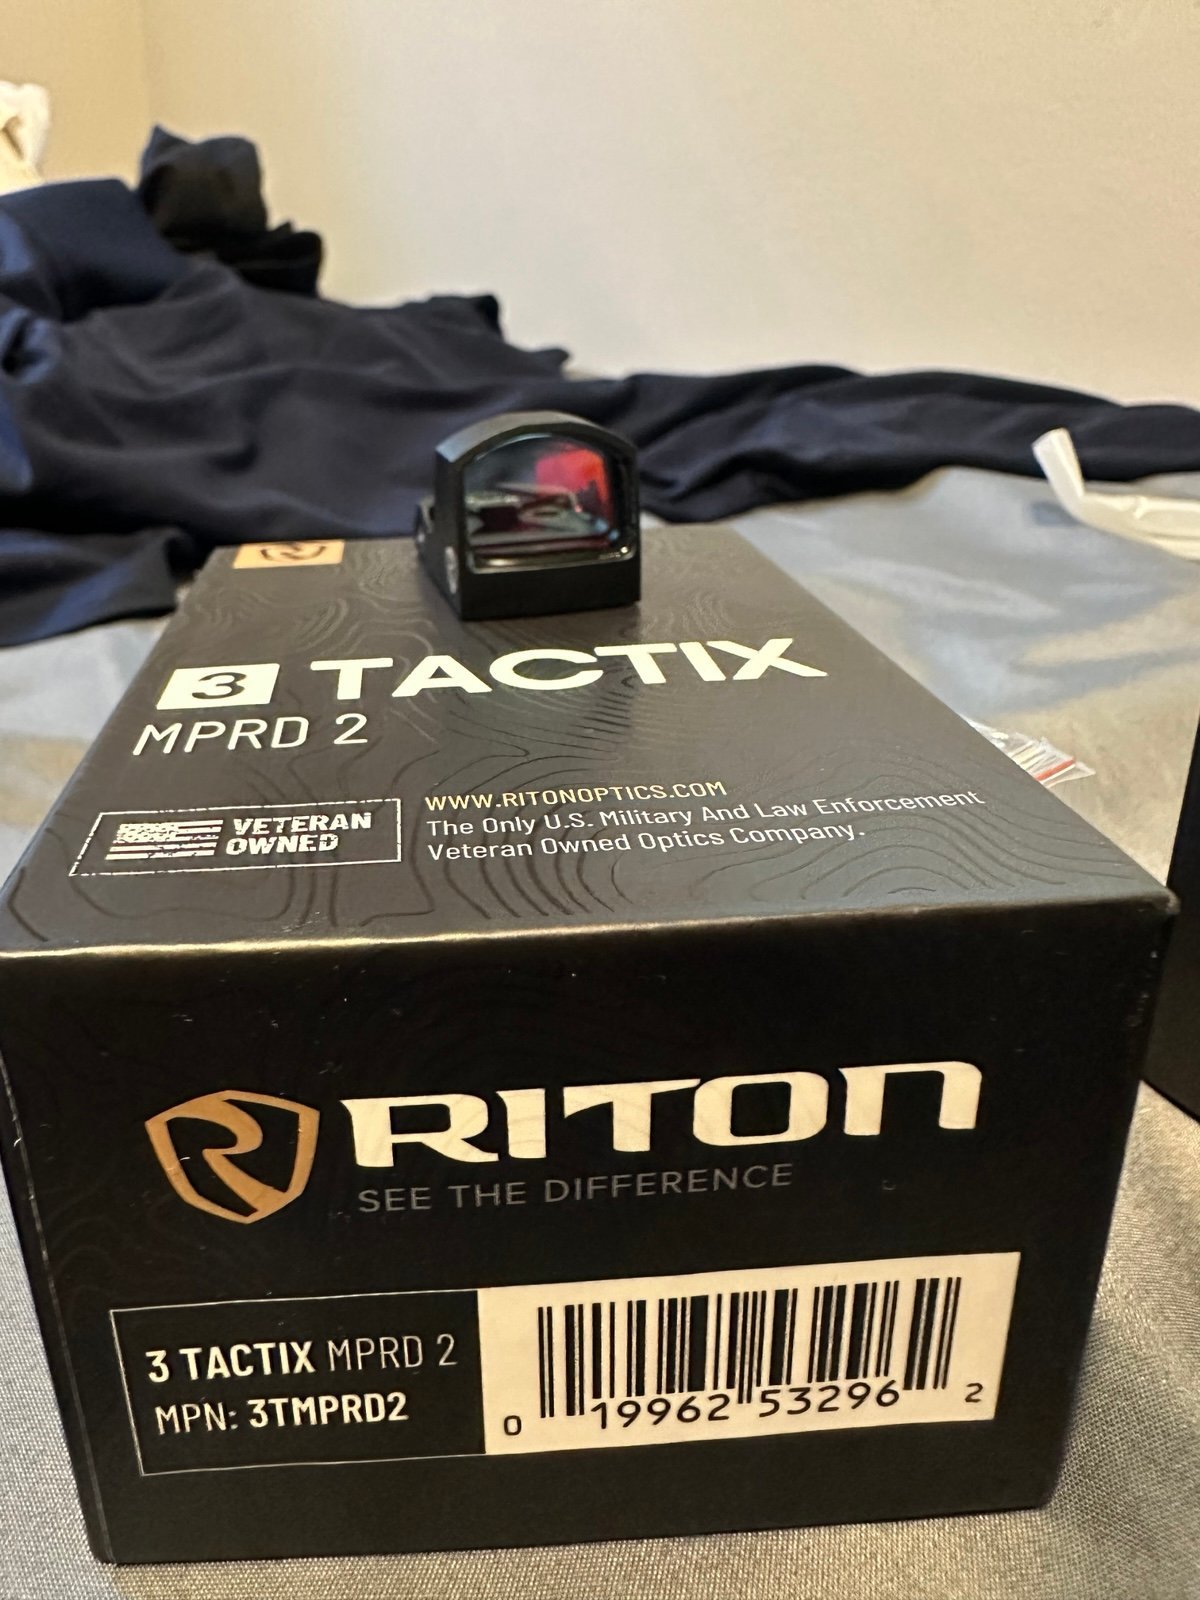 3 TACTIX
MPRD 2
VETERAN
OWNED
WWW.RITONOPTICS.COM
The Only U.S. Military And Law Enforcement
Veteran Owned Optics Company.
RITON
SEE THE DIFFERENCE
3 TACTIX MPRD 2
MPN: 3TMPRD2
0 19962 53296 2